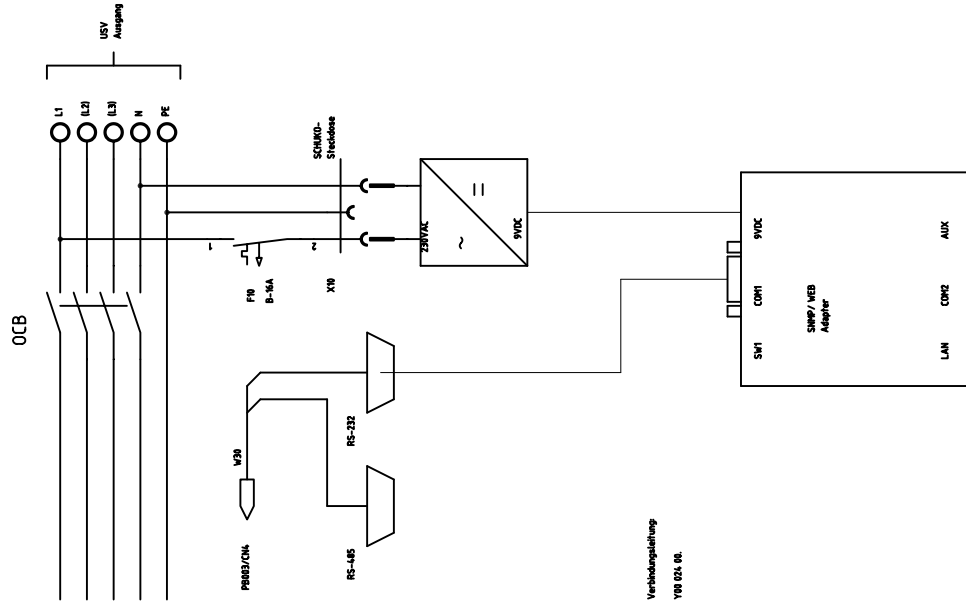 USV
Ausgang
L1
(L2)
(L3)
N
PE
OCB
SCHUKO-
Steckdose
1
2
F10
B-16A
X10
230VAC
~
=
9VDC
9VDC
AUX
COM1
SNMP/ WEB
Adapter
COM2
SW1
LAN
W30
RS-232
PB003/CN4
RS-485
Verbindungsleitung:
Y00 024 00.